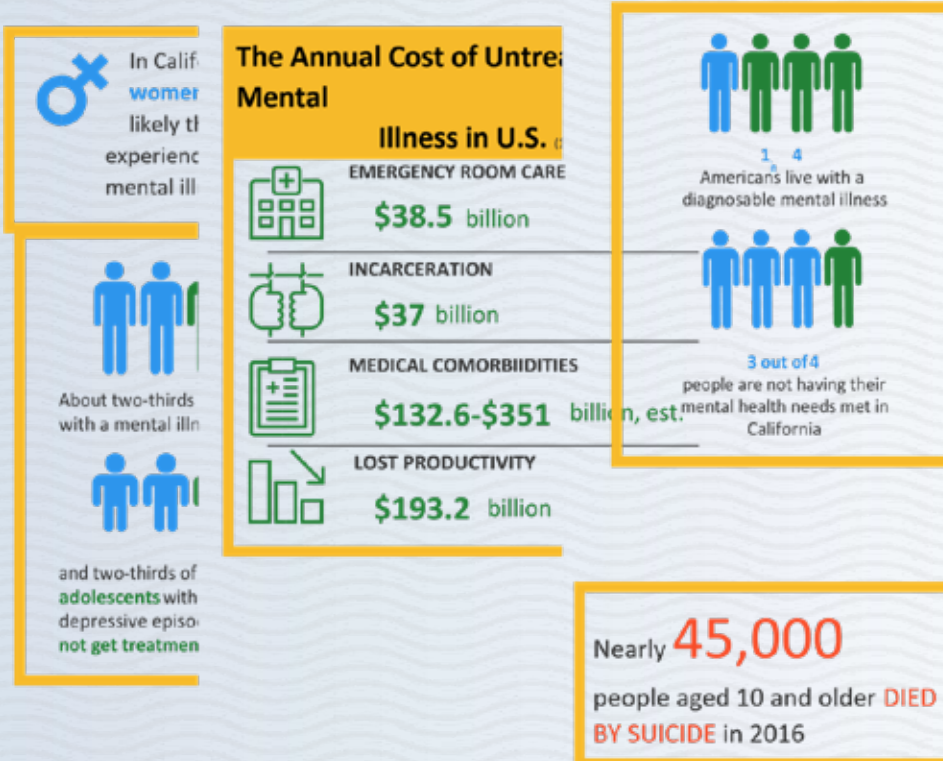 In Calif
women
likely th
experienc
mental ill
About two-thirds
with a mental illn
and two-thirds of
adolescents with
depressive episo
not get treatmen
The Annual Cost of Untrea
Mental
Illness in U.S.
EMERGENCY ROOM CARE
$38.5 billion
INCARCERATION
$37 billion
MEDICAL COMORBIIDITIES
$132.6-$351 billion, est.
LOST PRODUCTIVITY
$193.2 billion
1 4
Americans live with a
diagnosable mental illness
3 out of 4
people are not having their
mental health needs met in
California
Nearly 45,000
people aged 10 and older DIED
BY SUICIDE in 2016